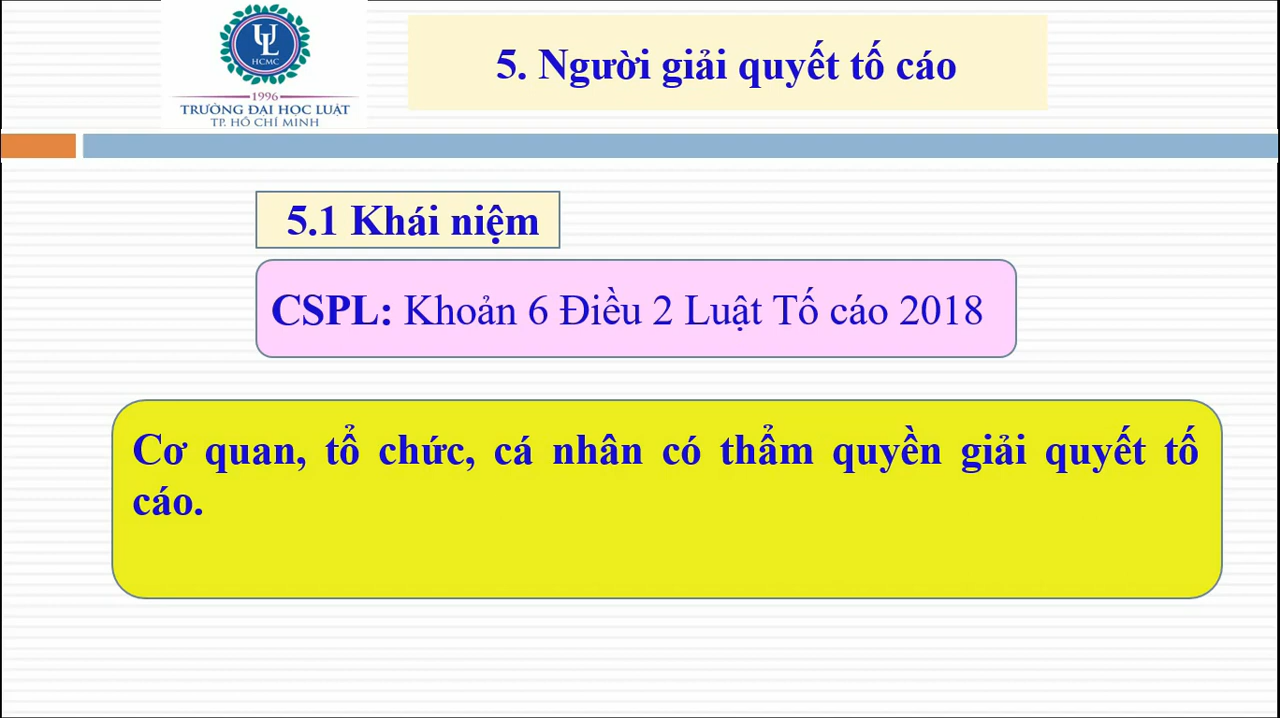 UL
HCMC
1996
TRƯỜNG ĐẠI HỌC LUẬT
TP. HỒ CHÍ MINH
5. Người giải quyết tố cáo
5.1 Khái niệm
CSPL: Khoản 6 Điều 2 Luật Tố cáo 2018
Cơ quan, tổ chức, cá nhân có thẩm quyền giải quyết tố
cáo.